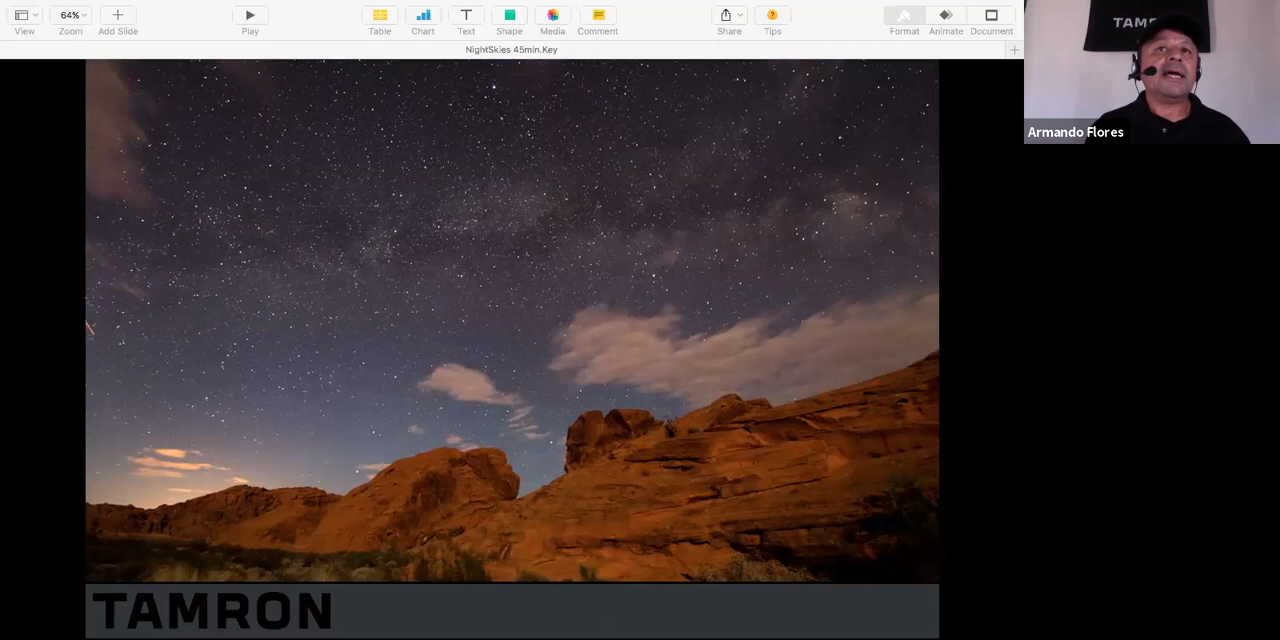 64%
View
Zoom
Add Slide
Play
Table
Chart
Text
Shape
Media
Comment
Share
Tips
Format
Animate
Document
NightSkies 45min.Key
TAMR
Armando Flores
TAMRON